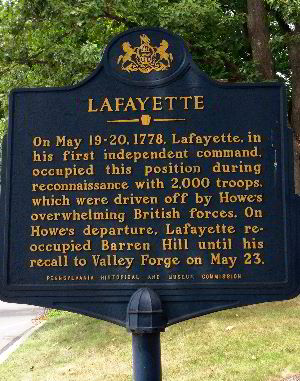 LAFAYETTE
On May 19-20, 1778, Lafayette, in
his first independent command,
occupied this position during
reconnaissance with 2,000 troops,
which were driven off by Howe's
overwhelming British forces. On
Howe's departure, Lafayette re-
occupied Barren Hill until his
recall to Valley Forge on May 23.
PENNSYLVANIA HISTORICAL AND MUSEUM COMMISSION